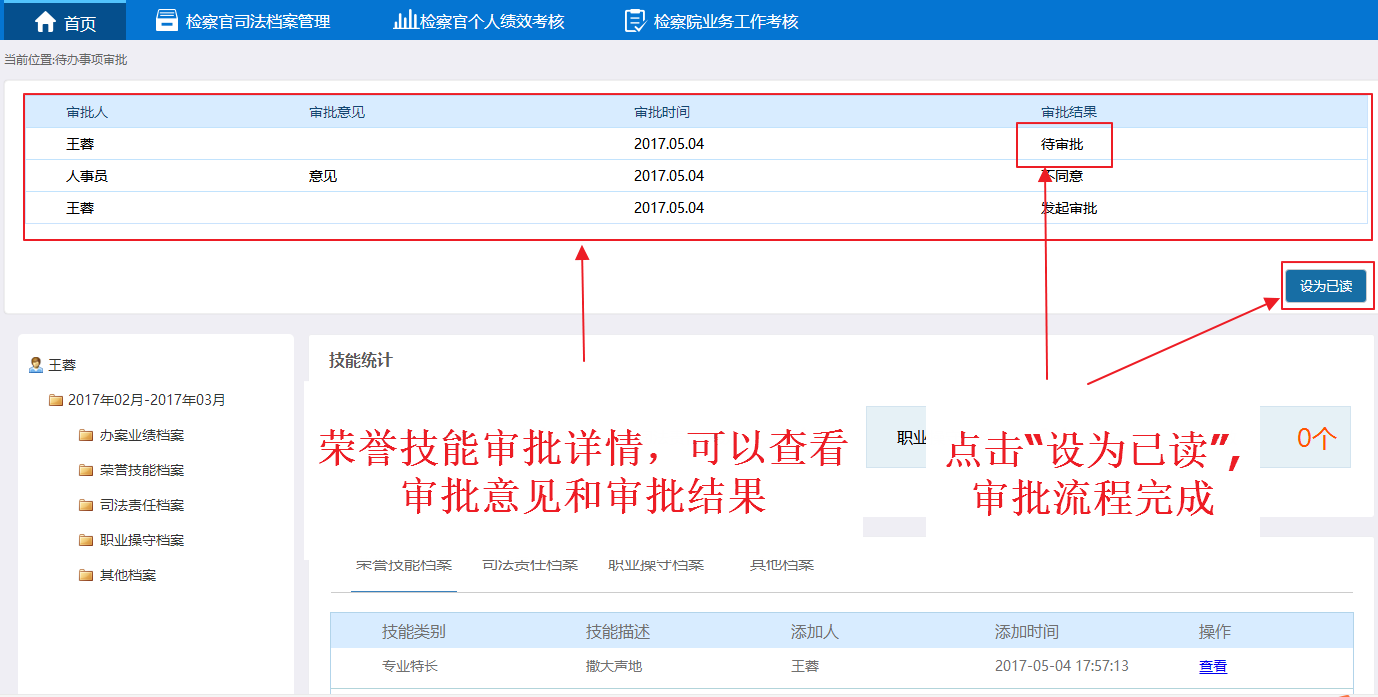 首页 检察官司法档案管理 检察官个人绩效考核 检察院业务工作考核
当前位置:待办事项审批
审批人 审批意见 审批时间 审批结果
王蓉 2017.05.04 待审批
人事员 意见 2017.05.04 不同意
王蓉 2017.05.04 发起审批
设为已读
王蓉
2017年02月-2017年03月
办案业绩档案
荣誉技能档案
司法责任档案
职业操守档案
其他档案
技能统计
职业 0个
荣誉技能审批详情，可以查看
审批意见和审批结果
点击“设为已读”,
审批流程完成
荣誉技能档案 司法责任档案 职业操守档案 其他档案
技能类别 技能描述 添加人 添加时间 操作
专业特长 撒大声地 王蓉 2017-05-04 17:57:13 查看